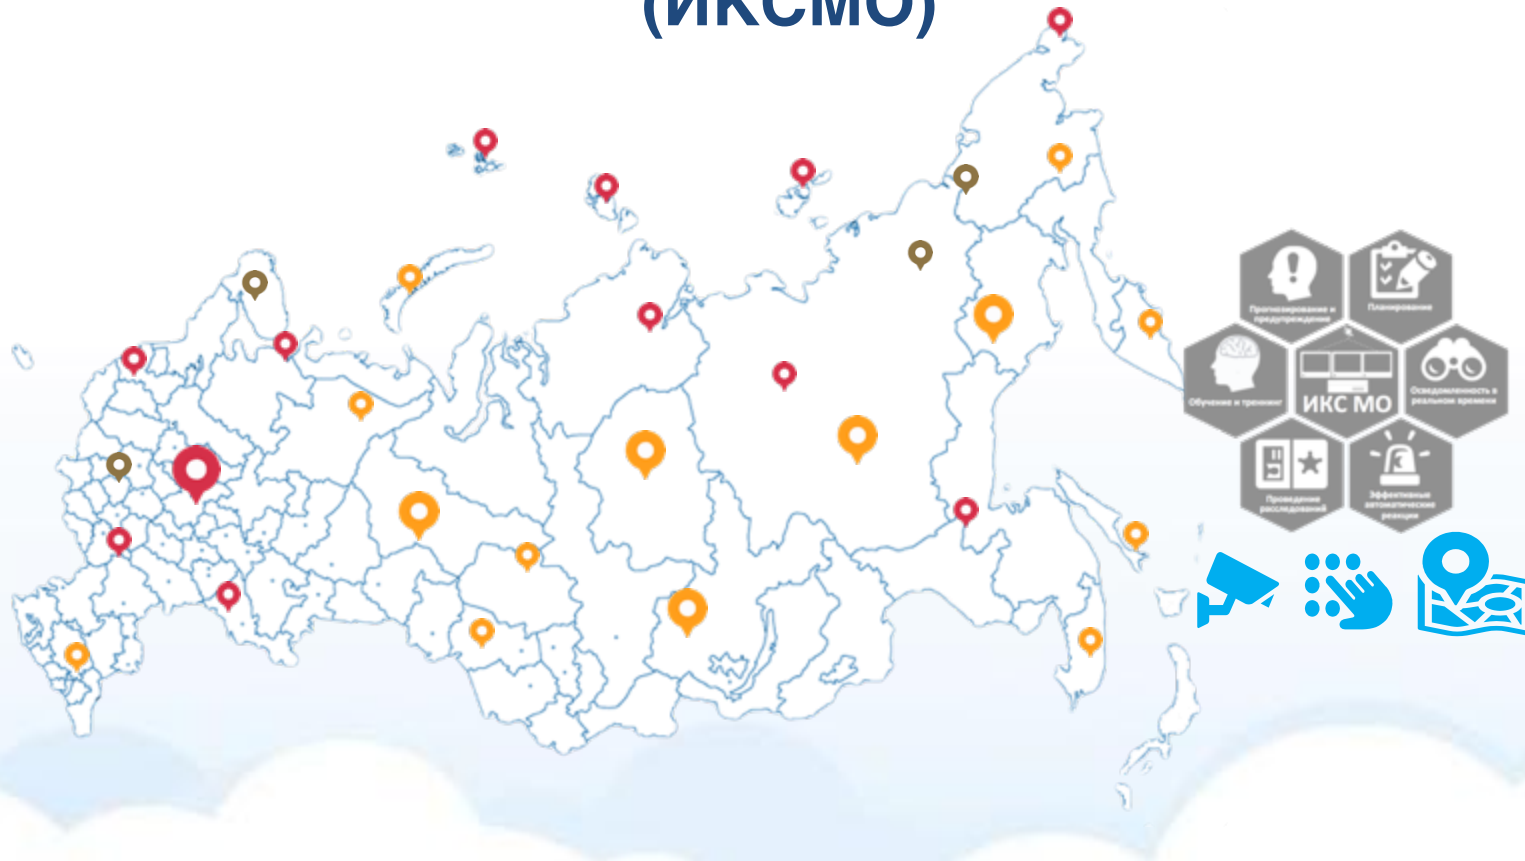 (ИКСМО)
Прогнозирование и
предупреждение
Планирование
Обучение и тренинг
ИКС МО
Осведомленность в
реальном времени
Проведение
расследований
Эффективные
автоматические
реакции